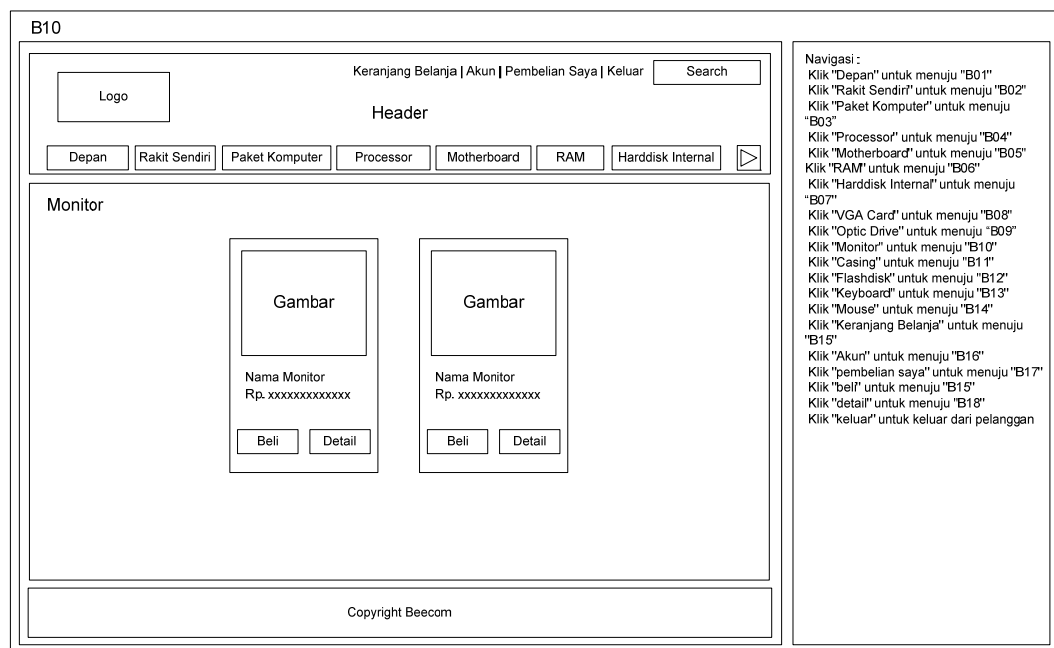 B10
Keranjang Belanja | Akun | Pembelian Saya | Keluar Search
Logo
Header
Depan Rakit Sendiri Paket Komputer Processor Motherboard RAM Harddisk Internal
Monitor
Gambar Gambar
Nama Monitor Nama Monitor
Rp. xxxxxxxxxxxxx Rp. xxxxxxxxxxxxx
Beli Detail Beli Detail
Copyright Beecom
Navigasi :
Klik "Depan" untuk menuju "B01"
Klik "Rakit Sendiri" untuk menuju "B02"
Klik "Paket Komputer" untuk menuju
“B03”
Klik "Processor" untuk menuju "B04"
Klik "Motherboard" untuk menuju "B05"
Klik "RAM" untuk menuju "B06"
Klik "Harddisk Internal" untuk menuju
“B07"
Klik "VGA Card" untuk menuju "B08"
Klik "Optic Drive" untuk menuju “B09”
Klik "Monitor" untuk menuju "B10"
Klik "Casing" untuk menuju "B11"
Klik "Flashdisk" untuk menuju "B12"
Klik "Keyboard" untuk menuju "B13"
Klik "Mouse" untuk menuju "B14"
Klik "Keranjang Belanja" untuk menuju
"B15"
Klik "Akun" untuk menuju "B16"
Klik "pembelian saya" untuk menuju "B17"
Klik "beli" untuk menuju "B15"
Klik "detail" untuk menuju "B18"
Klik "keluar" untuk keluar dari pelanggan